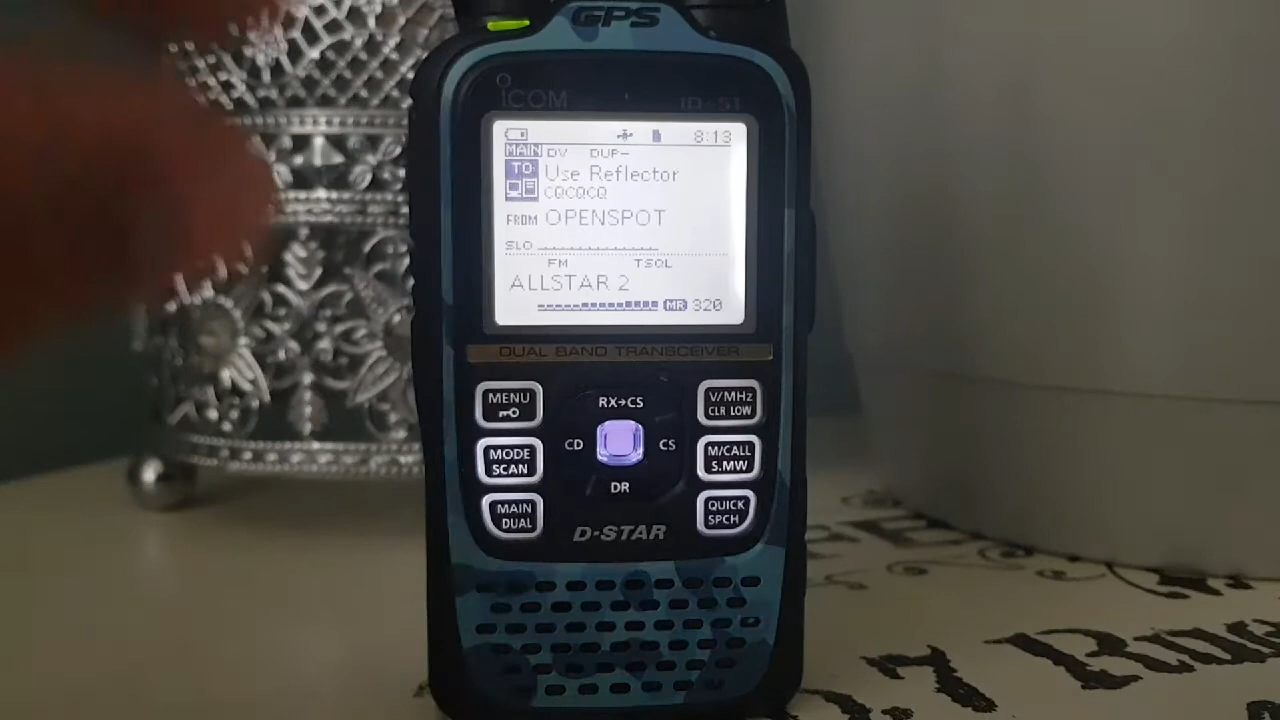 GPS
ICOM ID-51
8:13
MAIN DV DUP-
TO Use Reflector
CQCQCQ
FROM OPENSPOT
SLO
FM TSQL
ALLSTAR 2
MR 320
DUAL BAND TRANSCEIVER
MENU RX→CS V/MHz
CLR LOW
MODE CD CS M/CALL
SCAN S.MW
MAIN DR QUICK
DUAL SPCH
D-STAR